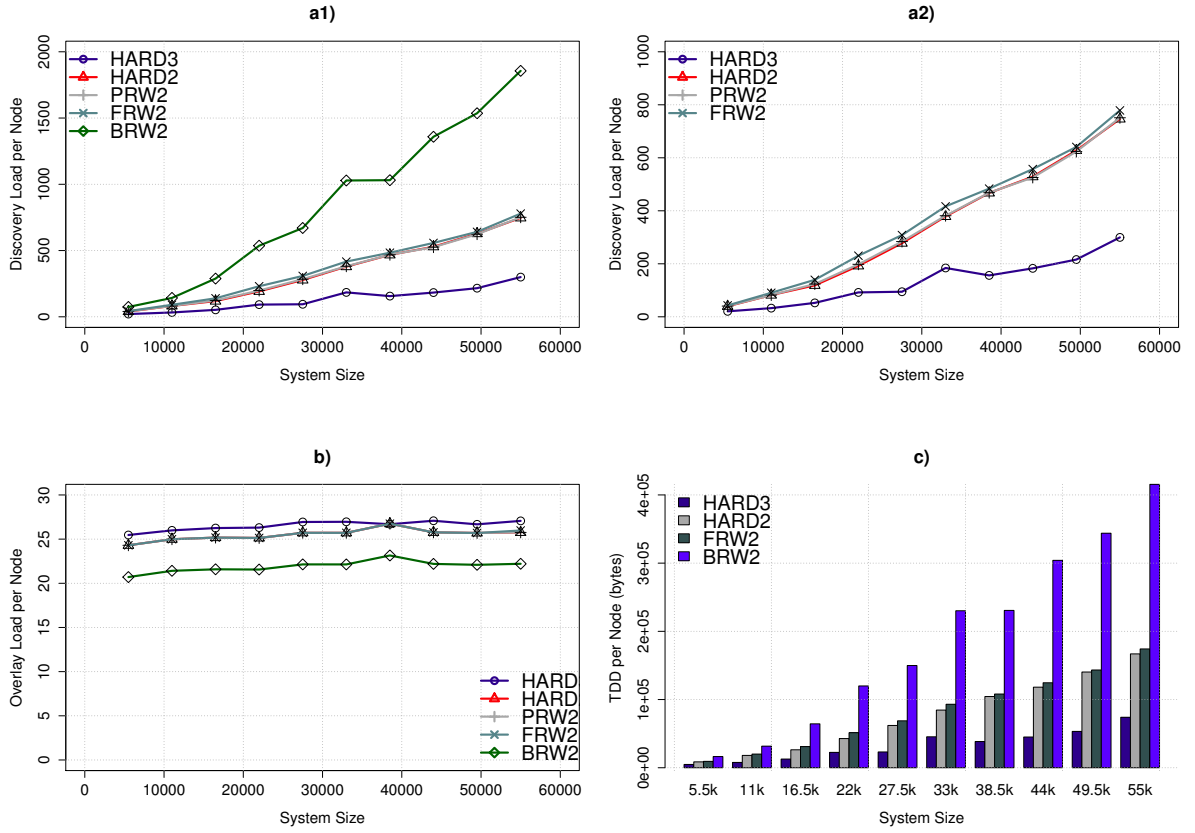 a1)
2000
1500
1000
500
0
Discovery Load per Node
HARD3
HARD2
PRW2
FRW2
BRW2
0 10000 20000 30000 40000 50000 60000
System Size
a2)
1000
800
600
400
200
0
Discovery Load per Node
HARD3
HARD2
PRW2
FRW2
0 10000 20000 30000 40000 50000 60000
System Size
b)
30
25
20
15
10
5
0
Overlay Load per Node
HARD
HARD
PRW2
FRW2
BRW2
0 10000 20000 30000 40000 50000 60000
System Size
c)
4e+05
3e+05
2e+05
1e+05
0e+00
TDD per Node (bytes)
HARD3
HARD2
FRW2
BRW2
5.5k 11k 16.5k 22k 27.5k 33k 38.5k 44k 49.5k 55k
System Size